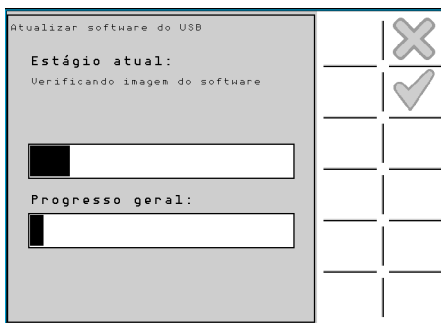 Atualizar software do USB
Estágio atual:
Verificando imagem do software
Progresso geral: